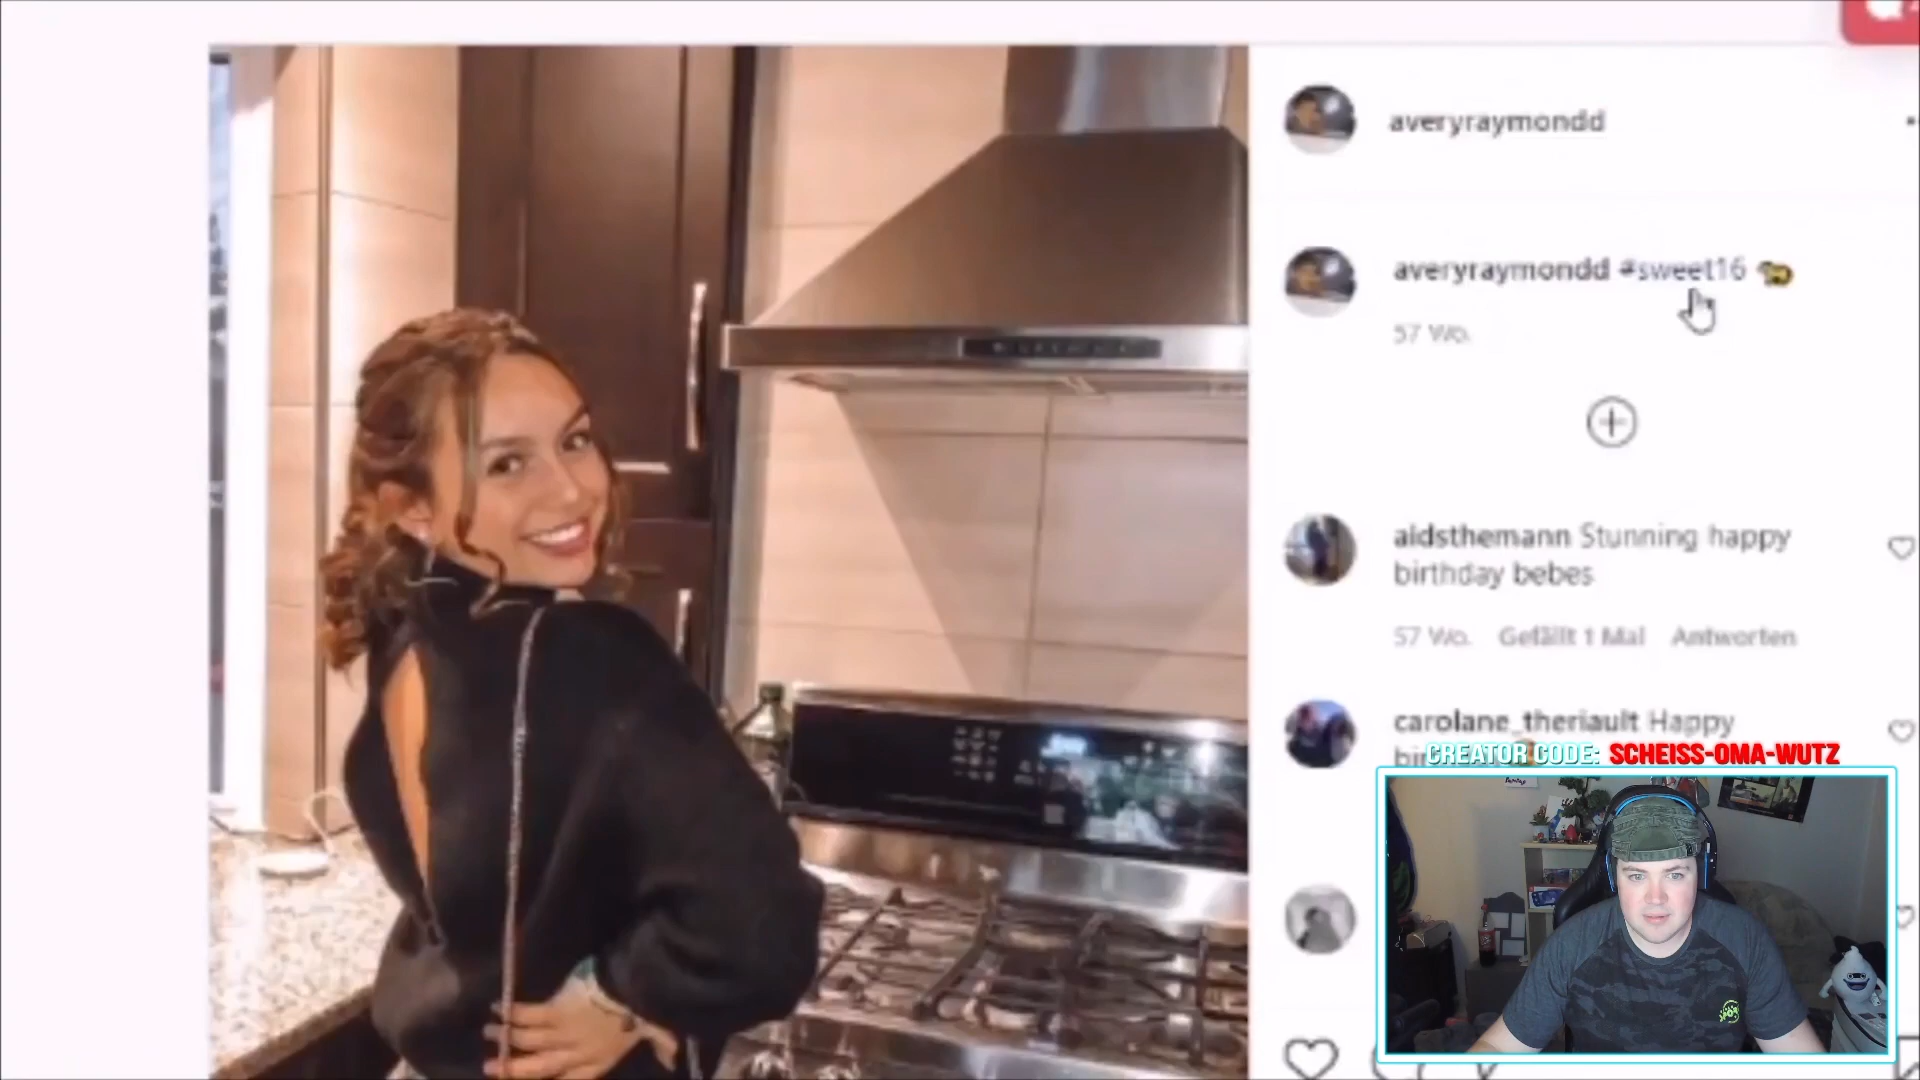 averyraymondd
averyraymondd #sweet16
57 Wo.
aldsthemann Stunning happy
birthday bebes
57 Wo. Gefällt 1 Mal Antworten
carolane_theriault Happy
CREATOR CODE: SCHEISS-OMA-WUTZ